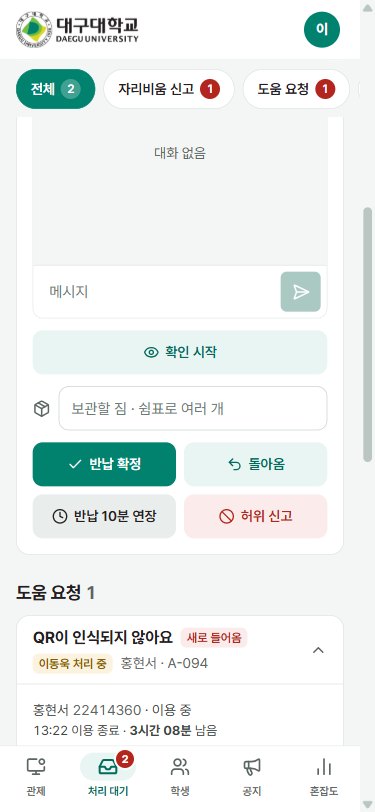 대구대학교
DAEGU UNIVERSITY
이
전체 2
자리비움 신고 1
도움 요청 1
대화 없음
메시지
확인 시작
보관할 짐 · 쉼표로 여러 개
반납 확정
돌아옴
반납 10분 연장
허위 신고
도움 요청 1
QR이 인식되지 않아요 새로 들어옴
이동욱 처리 중 홍현서 · A-094
홍현서 22414360 · 이용 중
13:22 이용 종료 · 3시간 08분 남음
2
관제
처리 대기
학생
공지
혼잡도